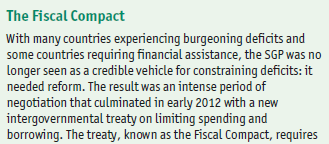 The Fiscal Compact
With many countries experiencing burgeoning deficits and
some countries requiring financial assistance, the SGP was no
longer seen as a credible vehicle for constraining deficits: it
needed reform. The result was an intense period of
negotiation that culminated in early 2012 with a new
intergovernmental treaty on limiting spending and
borrowing. The treaty, known as the Fiscal Compact, requires